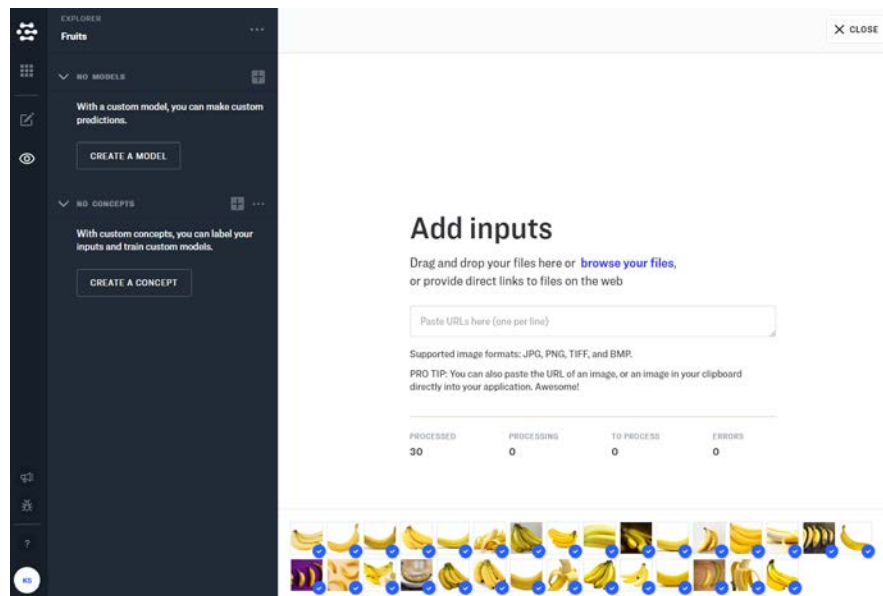 EXPLORER
Fruits
CLOSE
NO MODELS
With a custom model, you can make custom
predictions.
CREATE A MODEL
NO CONCEPTS
With custom concepts, you can label your
inputs and train custom models.
CREATE A CONCEPT
Add inputs
Drag and drop your files here or browse your files,
or provide direct links to files on the web
Paste URLs here (one per line)
Supported image formats: JPG, PNG, TIFF, and BMP.
PRO TIP: You can also paste the URL of an image, or an image in your clipboard
directly into your application. Awesome!
PROCESSED PROCESSING TO PROCESS ERRORS
30 0 0 0
?
KS